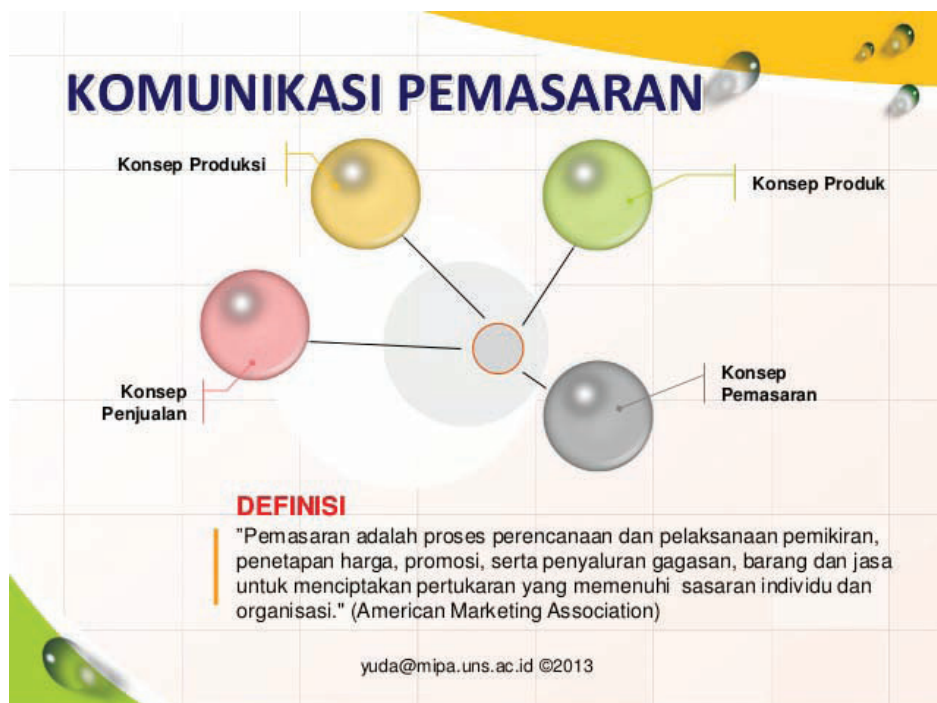 KOMUNIKASI PEMASARAN
Konsep Produksi
Konsep Produk
Konsep
Penjualan
Konsep
Pemasaran
DEFINISI
"Pemasaran adalah proses perencanaan dan pelaksanaan pemikiran,
penetapan harga, promosi, serta penyaluran gagasan, barang dan jasa
untuk menciptakan pertukaran yang memenuhi sasaran individu dan
organisasi." (American Marketing Association)
yuda@mipa.uns.ac.id ©2013